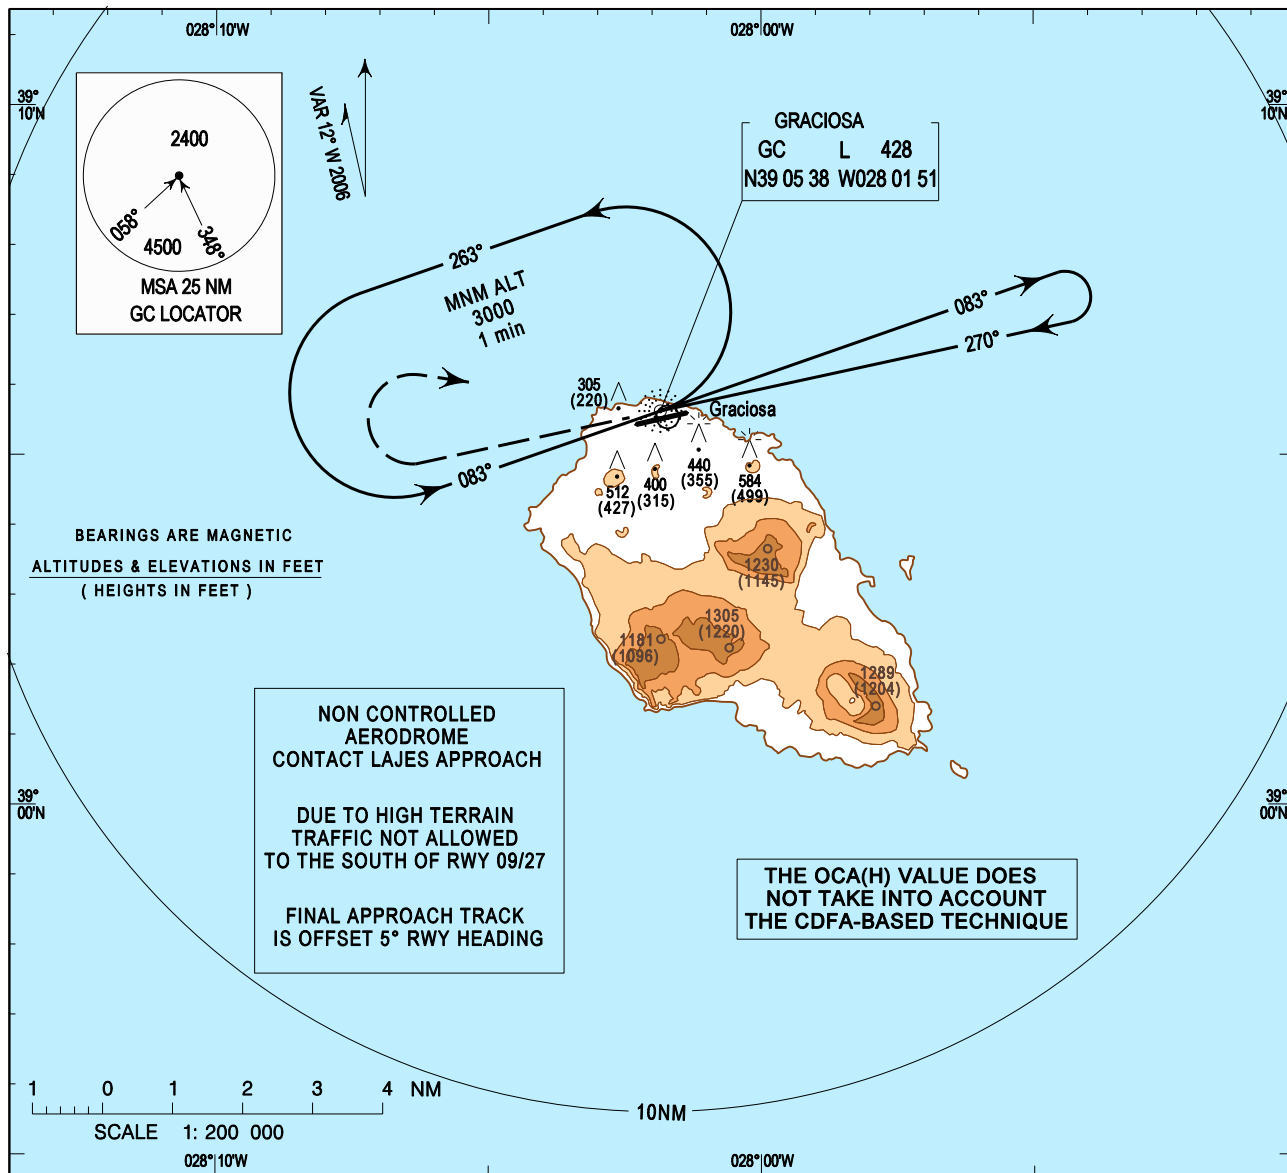 028° 10'W
028° 00'W
39°
10'N
39°
10'N
2400
058°
348°
4500
MSA 25 NM
GC LOCATOR
VAR 12° W 2006
GRACIOSA
GC L 428
N39 05 38 W028 01 51
263°
MNM ALT
3000
1 min
083°
270°
305
(220)
Graciosa
083°
512
(427)
400
(315)
440
(355)
584
(499)
BEARINGS ARE MAGNETIC
ALTITUDES & ELEVATIONS IN FEET
( HEIGHTS IN FEET )
1230
(1145)
1305
(1220)
1181
(1096)
1289
(1204)
NON CONTROLLED
AERODROME
CONTACT LAJES APPROACH
DUE TO HIGH TERRAIN
TRAFFIC NOT ALLOWED
TO THE SOUTH OF RWY 09/27
FINAL APPROACH TRACK
IS OFFSET 5° RWY HEADING
39°
00'N
39°
00'N
THE OCA(H) VALUE DOES
NOT TAKE INTO ACCOUNT
THE CDFA-BASED TECHNIQUE
1 0 1 2 3 4 NM
SCALE 1: 200 000
10NM
028° 10'W
028° 00'W